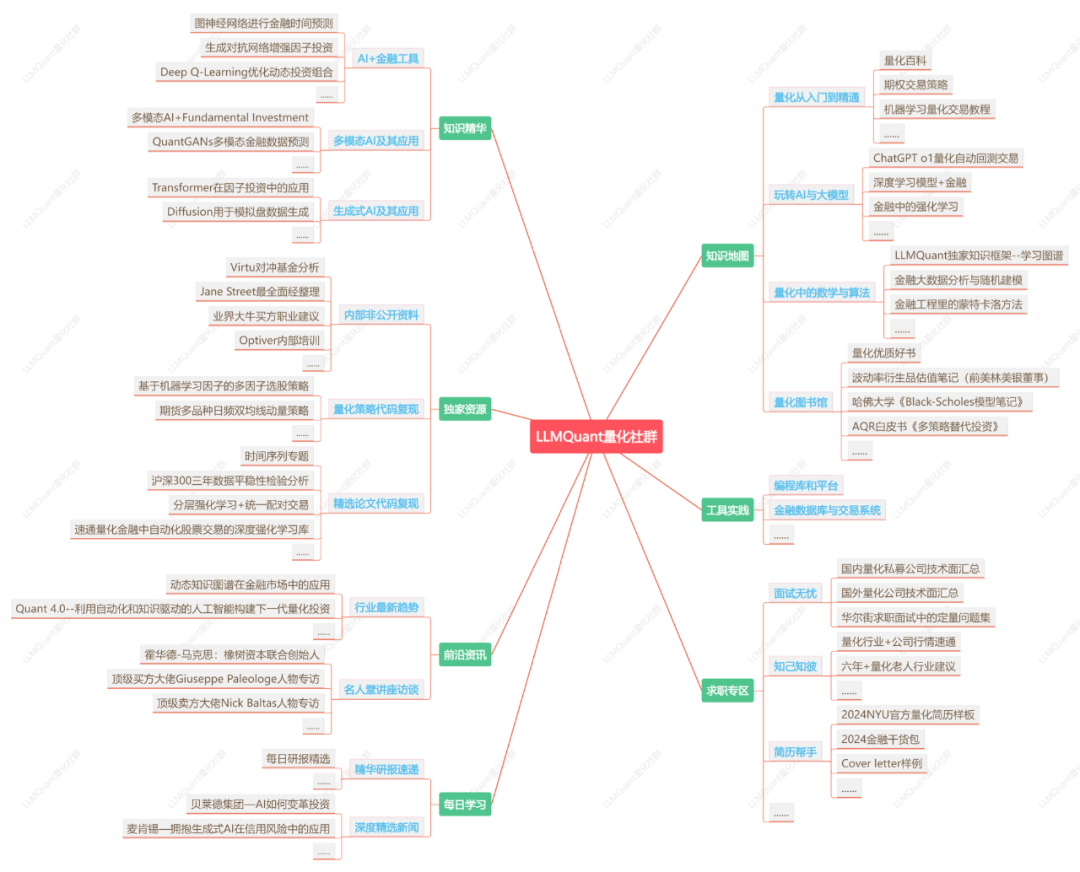 LLMQuant量化社群
知识精华
AI+金融工具
图神经网络进行金融时间预测
生成对抗网络增强因子投资
Deep Q-Learning优化动态投资组合
......
多模态AI及其应用
多模态AI+Fundamental Investment
QuantGANs多模态金融数据预测
......
生成式AI及其应用
Transformer在因子投资中的应用
Diffusion用于模拟盘数据生成
......
独家资源
内部非公开资料
Virtu对冲基金分析
Jane Street最全面经整理
业界大牛买方职业建议
Optiver内部培训
......
量化策略代码复现
基于机器学习因子的多因子选股策略
期货多品种日频双均线动量策略
......
精选论文代码复现
时间序列专题
沪深300三年数据平稳性检验分析
分层强化学习+统一配对交易
速通量化金融中自动化股票交易的深度强化学习库
......
前沿资讯
行业最新趋势
动态知识图谱在金融市场中的应用
Quant 4.0--利用自动化和知识驱动的人工智能构建下一代量化投资
......
名人堂讲座访谈
霍华德-马克思：橡树资本联合创始人
顶级买方大佬Giuseppe Paleologe人物专访
顶级卖方大佬Nick Baltas人物专访
......
每日学习
精华研报速递
每日研报精选
......
深度精选新闻
贝莱德集团—AI如何变革投资
麦肯锡—拥抱生成式AI在信用风险中的应用
......
知识地图
量化从入门到精通
量化百科
期权交易策略
机器学习量化交易教程
......
玩转AI与大模型
ChatGPT o1量化自动回测交易
深度学习模型+金融
金融中的强化学习
......
量化中的数学与算法
LLMQuant独家知识框架--学习图谱
金融大数据分析与随机建模
金融工程里的蒙特卡洛方法
......
量化图书馆
量化优质好书
波动率衍生品估值笔记（前美林美银董事）
哈佛大学《Black-Scholes模型笔记》
AQR白皮书《多策略替代投资》
......
工具实践
编程库和平台
金融数据库与交易系统
......
求职专区
面试无忧
国内量化私募公司技术面汇总
国外量化公司技术面汇总
华尔街求职面试中的定量问题集
知己知彼
量化行业+公司行情速通
六年+量化老人行业建议
......
简历帮手
2024NYU官方量化简历样板
2024金融干货包
Cover letter样例
......
......